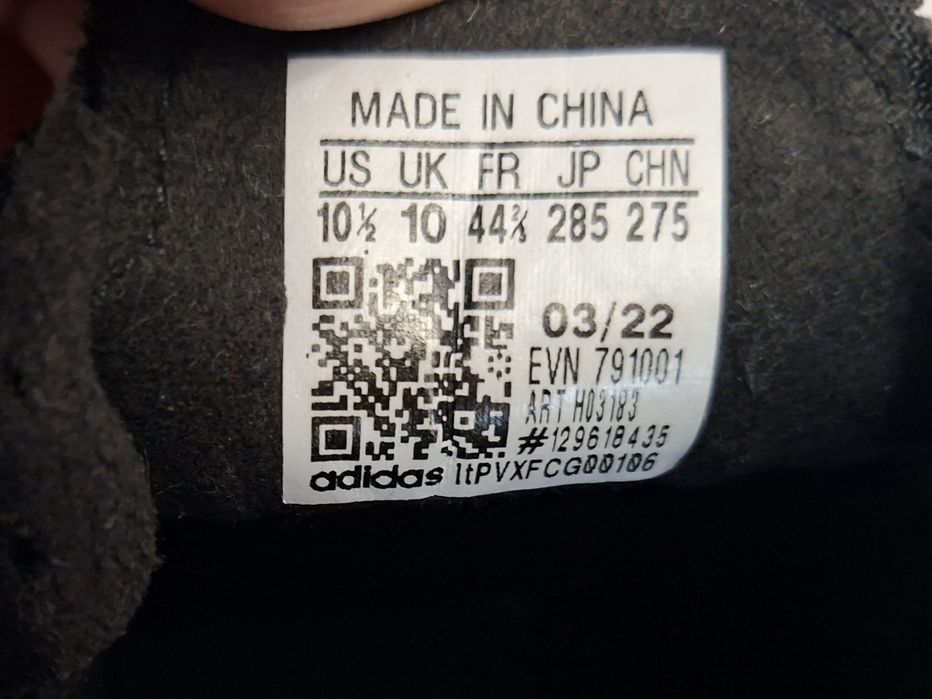 MADE IN CHINA
US UK FR JP CHN
10½ 10 44⅔ 285 275
03/22
EVN 791001
ART H03183
#129618435
adidas ltPVXFCG00106